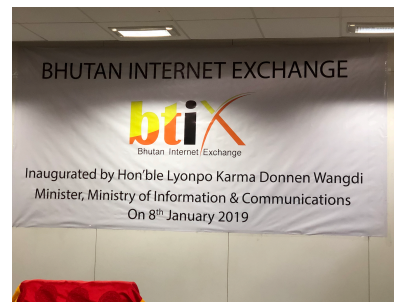 BHUTAN INTERNET EXCHANGE
btiX
Bhutan Internet Exchange
Inaugurated by Hon'ble Lyonpo Karma Donnen Wangdi
Minister, Ministry of Information & Communications
On 8th January 2019